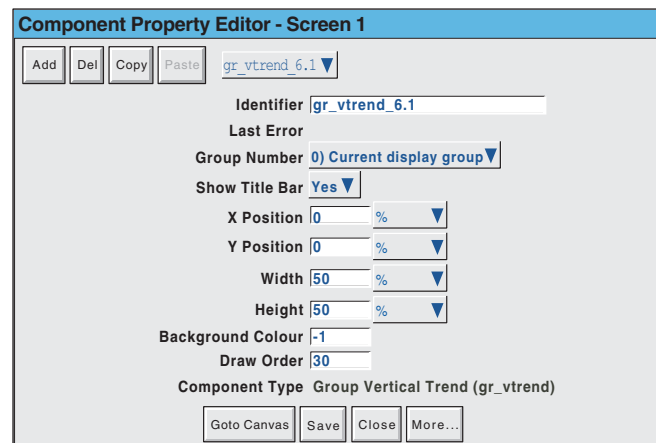 Component Property Editor - Screen 1
Add Del Copy Paste gr_vtrend_6.1
Identifier gr_vtrend_6.1
Last Error
Group Number 0) Current display group
Show Title Bar Yes
X Position 0 %
Y Position 0 %
Width 50 %
Height 50 %
Background Colour -1
Draw Order 30
Component Type Group Vertical Trend (gr_vtrend)
Goto Canvas Save Close More...